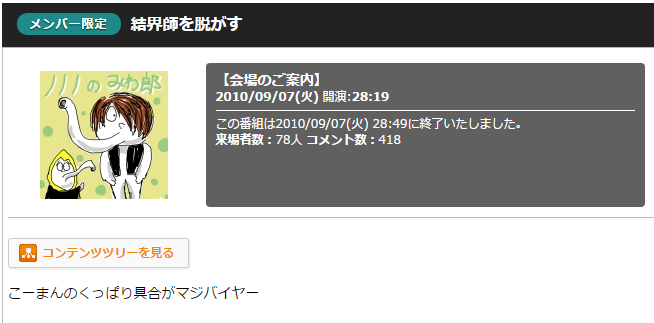 メンバー限定 結界師を脱がす
ノノノのみわ郎
【会場のご案内】
2010/09/07(火) 開演:28:19
この番組は2010/09/07(火) 28:49に終了いたしました。
来場者数：78人 コメント数：418
コンテンツツリーを見る
こーまんのくっぱり具合がマジバイヤー